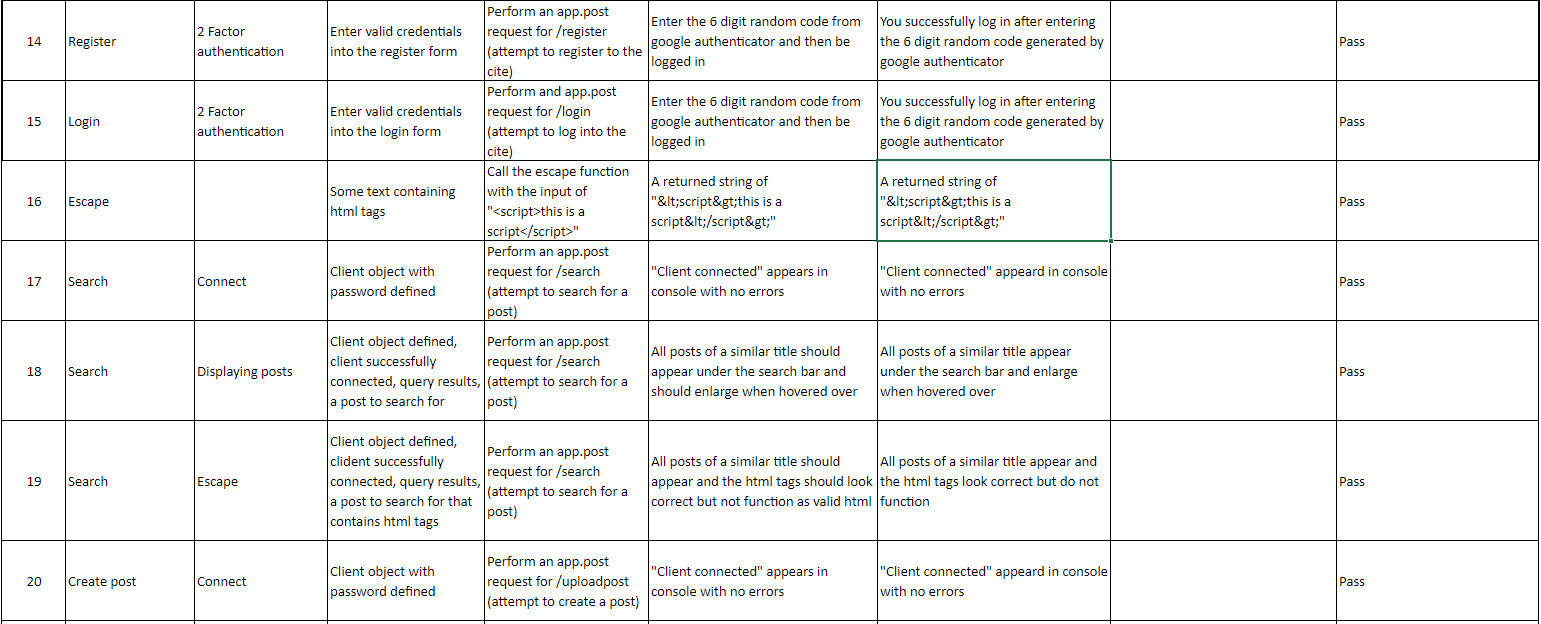 14
Register
2 Factor
authentication
Enter valid credentials
into the register form
Perform an app.post
request for /register
(attempt to register to the
cite)
Enter the 6 digit random code from
google authenticator and then be
logged in
You successfully log in after entering
the 6 digit random code generated by
google authenticator
Pass
15
Login
2 Factor
authentication
Enter valid credentials
into the login form
Perform and app.post
request for /login
(attempt to log into the
cite)
Enter the 6 digit random code from
google authenticator and then be
logged in
You successfully log in after entering
the 6 digit random code generated by
google authenticator
Pass
16
Escape
Some text containing
html tags
Call the escape function
with the input of
"<script>this is a
script</script>"
A returned string of
"&lt;script&gt;this is a
script&lt;/script&gt;"
A returned string of
"&lt;script&gt;this is a
script&lt;/script&gt;"
Pass
17
Search
Connect
Client object with
password defined
Perform an app.post
request for /search
(attempt to search for a
post)
"Client connected" appears in
console with no errors
"Client connected" appeard in console
with no errors
Pass
18
Search
Displaying posts
Client object defined,
client successfully
connected, query results,
a post to search for
Perform an app.post
request for /search
(attempt to search for a
post)
All posts of a similar title should
appear under the search bar and
should enlarge when hovered over
All posts of a similar title appear
under the search bar and enlarge
when hovered over
Pass
19
Search
Escape
Client object defined,
clident successfully
connected, query results,
a post to search for that
contains html tags
Perform an app.post
request for /search
(attempt to search for a
post)
All posts of a similar title should
appear and the html tags should look
correct but not function as valid html
All posts of a similar title appear and
the html tags look correct but do not
function
Pass
20
Create post
Connect
Client object with
password defined
Perform an app.post
request for /uploadpost
(attempt to create a post)
"Client connected" appears in
console with no errors
"Client connected" appeard in console
with no errors
Pass